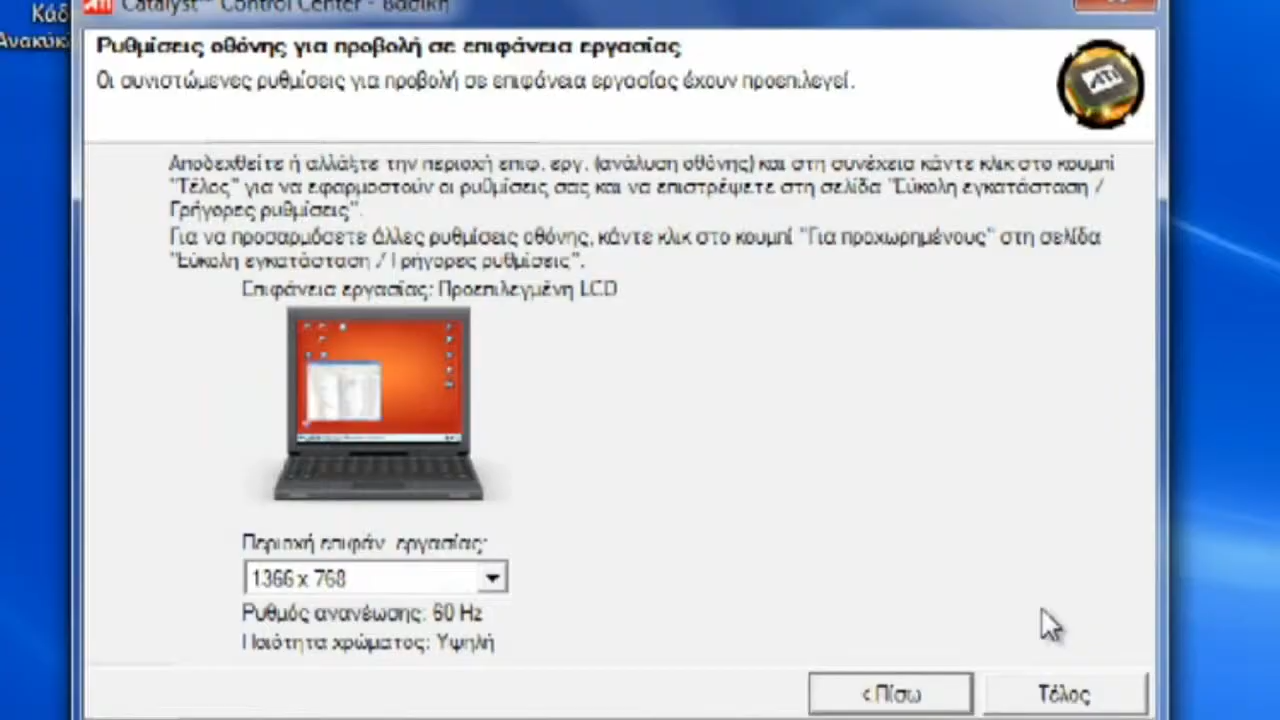 Κάδ
Ανακύκ
ATI Catalyst™ Control Center - Βασική
Ρυθμίσεις οθόνης για προβολή σε επιφάνεια εργασίας
Οι συνιστώμενες ρυθμίσεις για προβολή σε επιφάνεια εργασίας έχουν προεπιλεγεί.
ATI
Αποδεχθείτε ή αλλάξτε την περιοχή επιφ. εργ. (ανάλυση οθόνης) και στη συνέχεια κάντε κλικ στο κουμπί
"Τέλος" για να εφαρμοστούν οι ρυθμίσεις σας και να επιστρέψετε στη σελίδα "Εύκολη εγκατάσταση /
Γρήγορες ρυθμίσεις".
Για να προσαρμόσετε άλλες ρυθμίσεις οθόνης, κάντε κλικ στο κουμπί "Για προχωρημένους" στη σελίδα
"Εύκολη εγκατάσταση / Γρήγορες ρυθμίσεις".
Επιφάνεια εργασίας: Προεπιλεγμένη LCD
Περιοχή επιφάν. εργασίας:
1366 x 768
Ρυθμός ανανέωσης: 60 Hz
Ποιότητα χρώματος: Υψηλή
< Πίσω
Τέλος